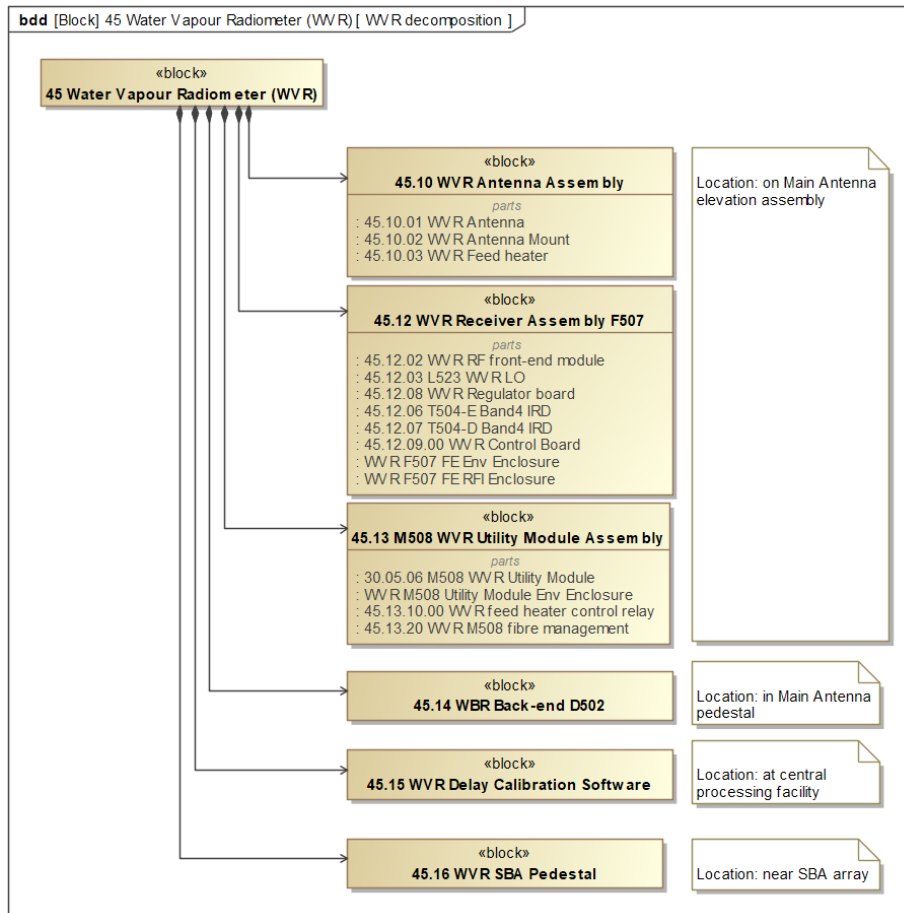 bdd [Block] 45 Water Vapour Radiometer (WVR) [ WVR decomposition ]
«block»
45 Water Vapour Radiometer (WVR)
«block»
45.10 WVR Antenna Assembly
parts
: 45.10.01 WVR Antenna
: 45.10.02 WVR Antenna Mount
: 45.10.03 WVR Feed heater
Location: on Main Antenna
elevation assembly
«block»
45.12 WVR Receiver Assembly F507
parts
: 45.12.02 WVR RF front-end module
: 45.12.03 L523 WVR LO
: 45.12.08 WVR Regulator board
: 45.12.06 T504-E Band4 IRD
: 45.12.07 T504-D Band4 IRD
: 45.12.09.00 WVR Control Board
: WVR F507 FE Env Enclosure
: WVR F507 FE RFI Enclosure
«block»
45.13 M508 WVR Utility Module Assembly
parts
: 30.05.06 M508 WVR Utility Module
: WVR M508 Utility Module Env Enclosure
: 45.13.10.00 WVR feed heater control relay
: 45.13.20 WVR M508 fibre management
«block»
45.14 WBR Back-end D502
Location: in Main Antenna
pedestal
«block»
45.15 WVR Delay Calibration Software
Location: at central
processing facility
«block»
45.16 WVR SBA Pedestal
Location: near SBA array